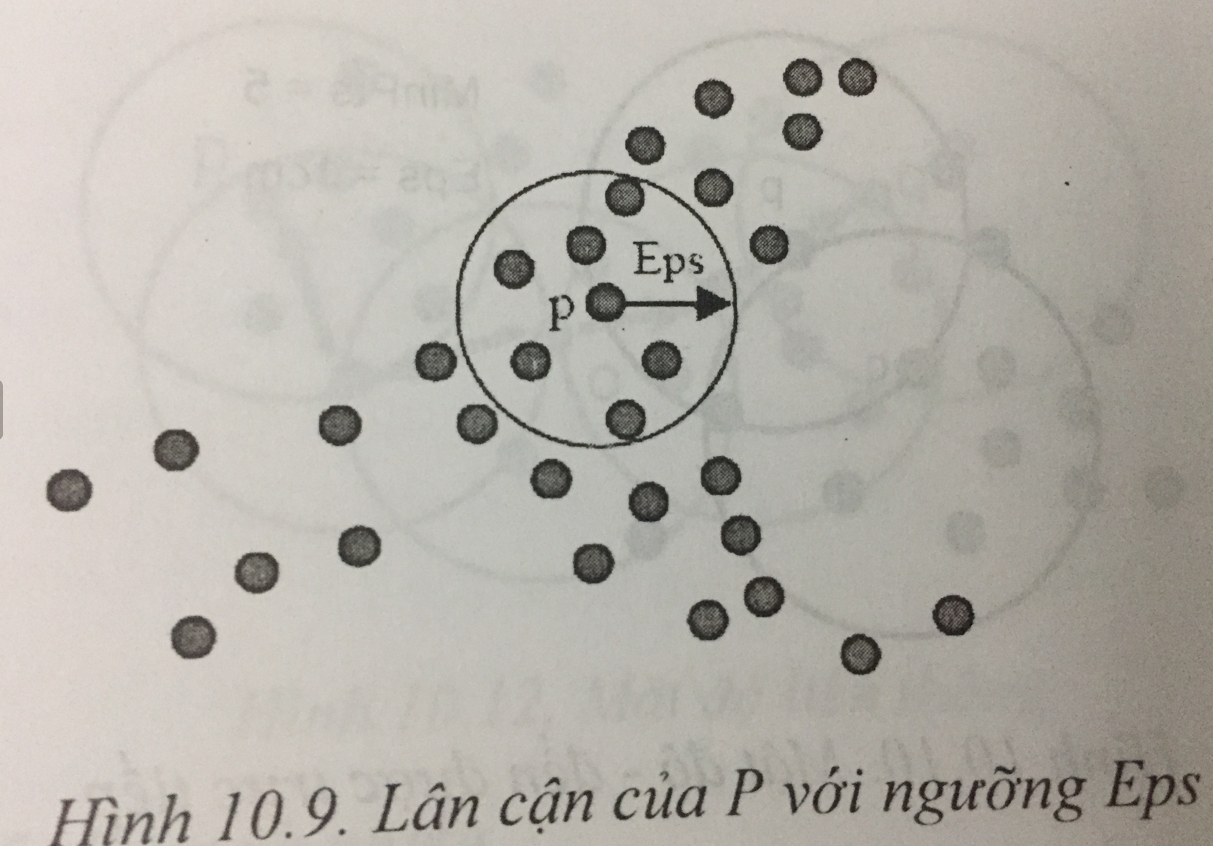 Eps
p
Hình 10.9. Lân cận của P với ngưỡng Eps